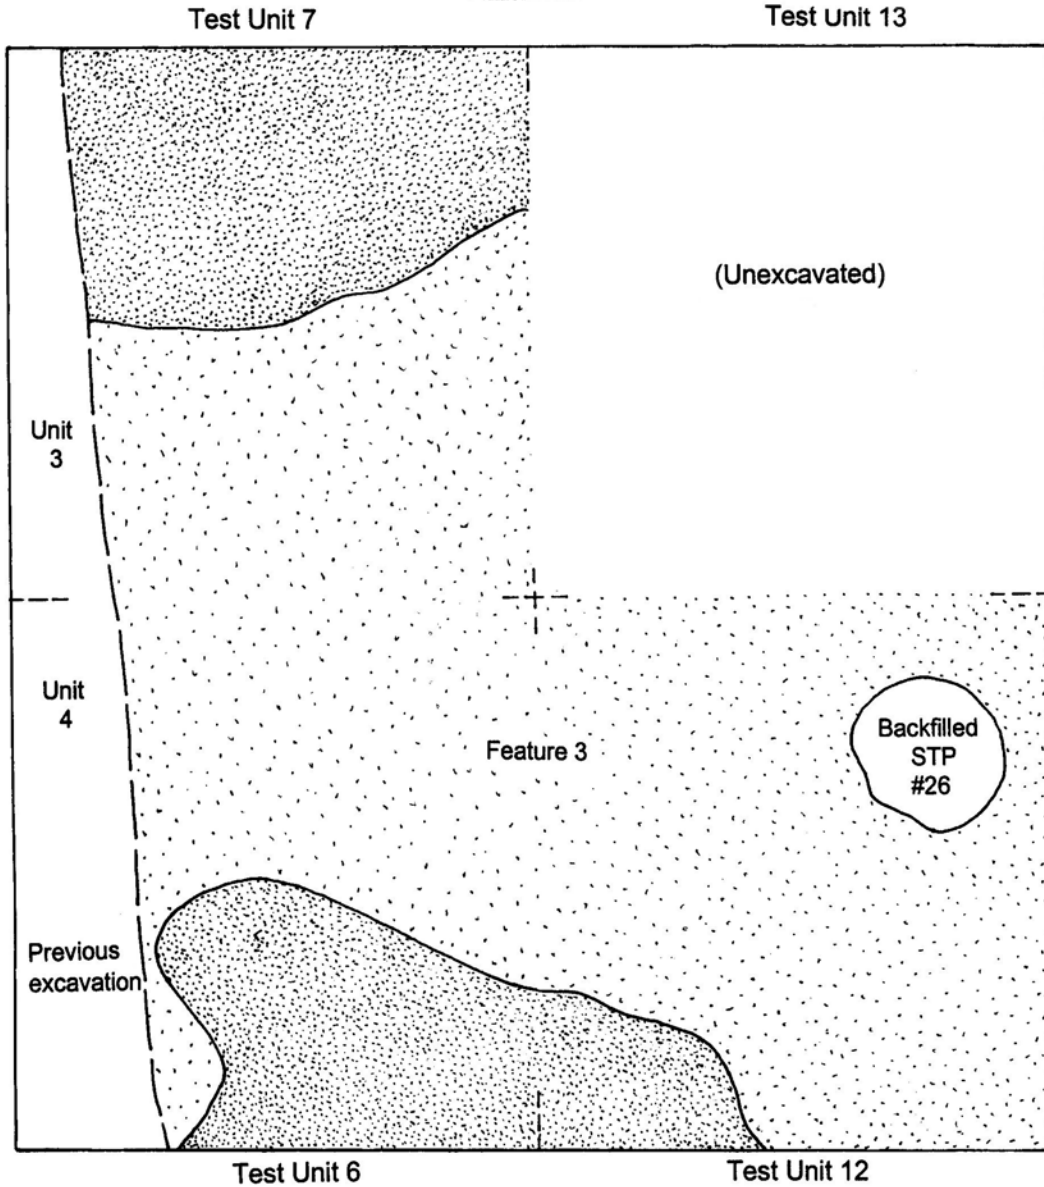 Test Unit 7
Test Unit 13
(Unexcavated)
Unit
3
Unit
4
Feature 3
Backfilled
STP
#26
Previous
excavation
Test Unit 6
Test Unit 12